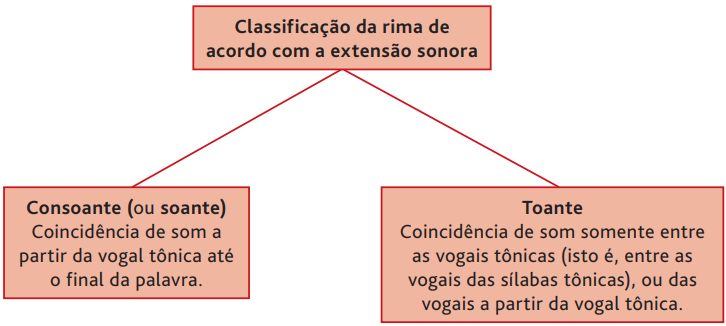 Classificação da rima de
acordo com a extensão sonora
Consoante (ou soante)
Coincidência de som a
partir da vogal tônica até
o final da palavra.
Toante
Coincidência de som somente entre
as vogais tônicas (isto é, entre as
vogais das sílabas tônicas), ou das
vogais a partir da vogal tônica.